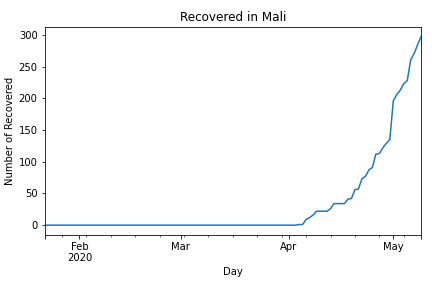 Recovered in Mali
300
250
200
150
100
50
0
Number of Recovered
Feb
2020
Mar
Apr
May
Day